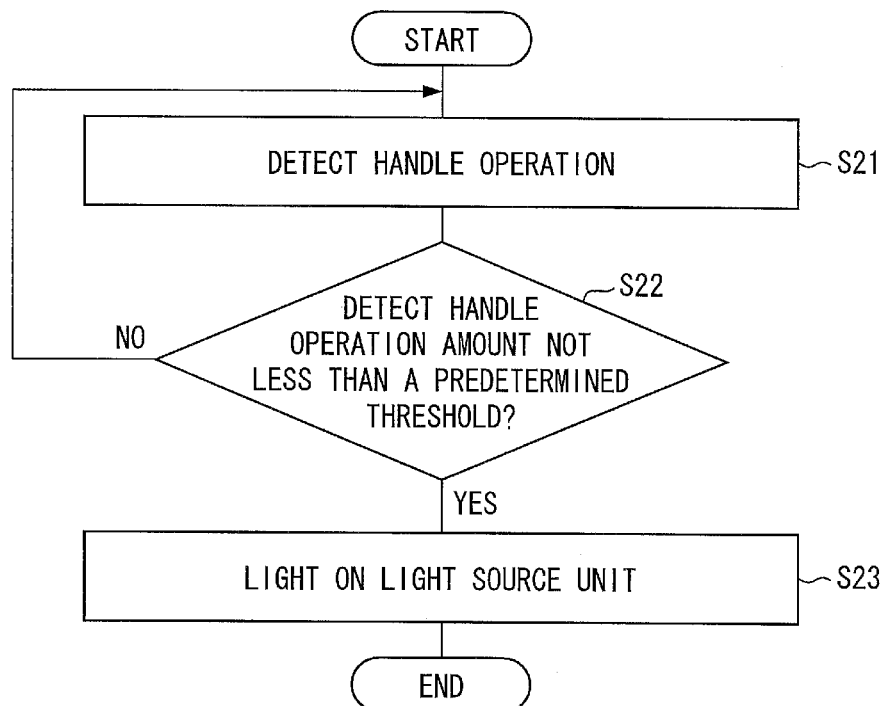 START
DETECT HANDLE OPERATION
S21
S22
DETECT HANDLE
OPERATION AMOUNT NOT
LESS THAN A PREDETERMINED
THRESHOLD?
NO
YES
LIGHT ON LIGHT SOURCE UNIT
S23
END